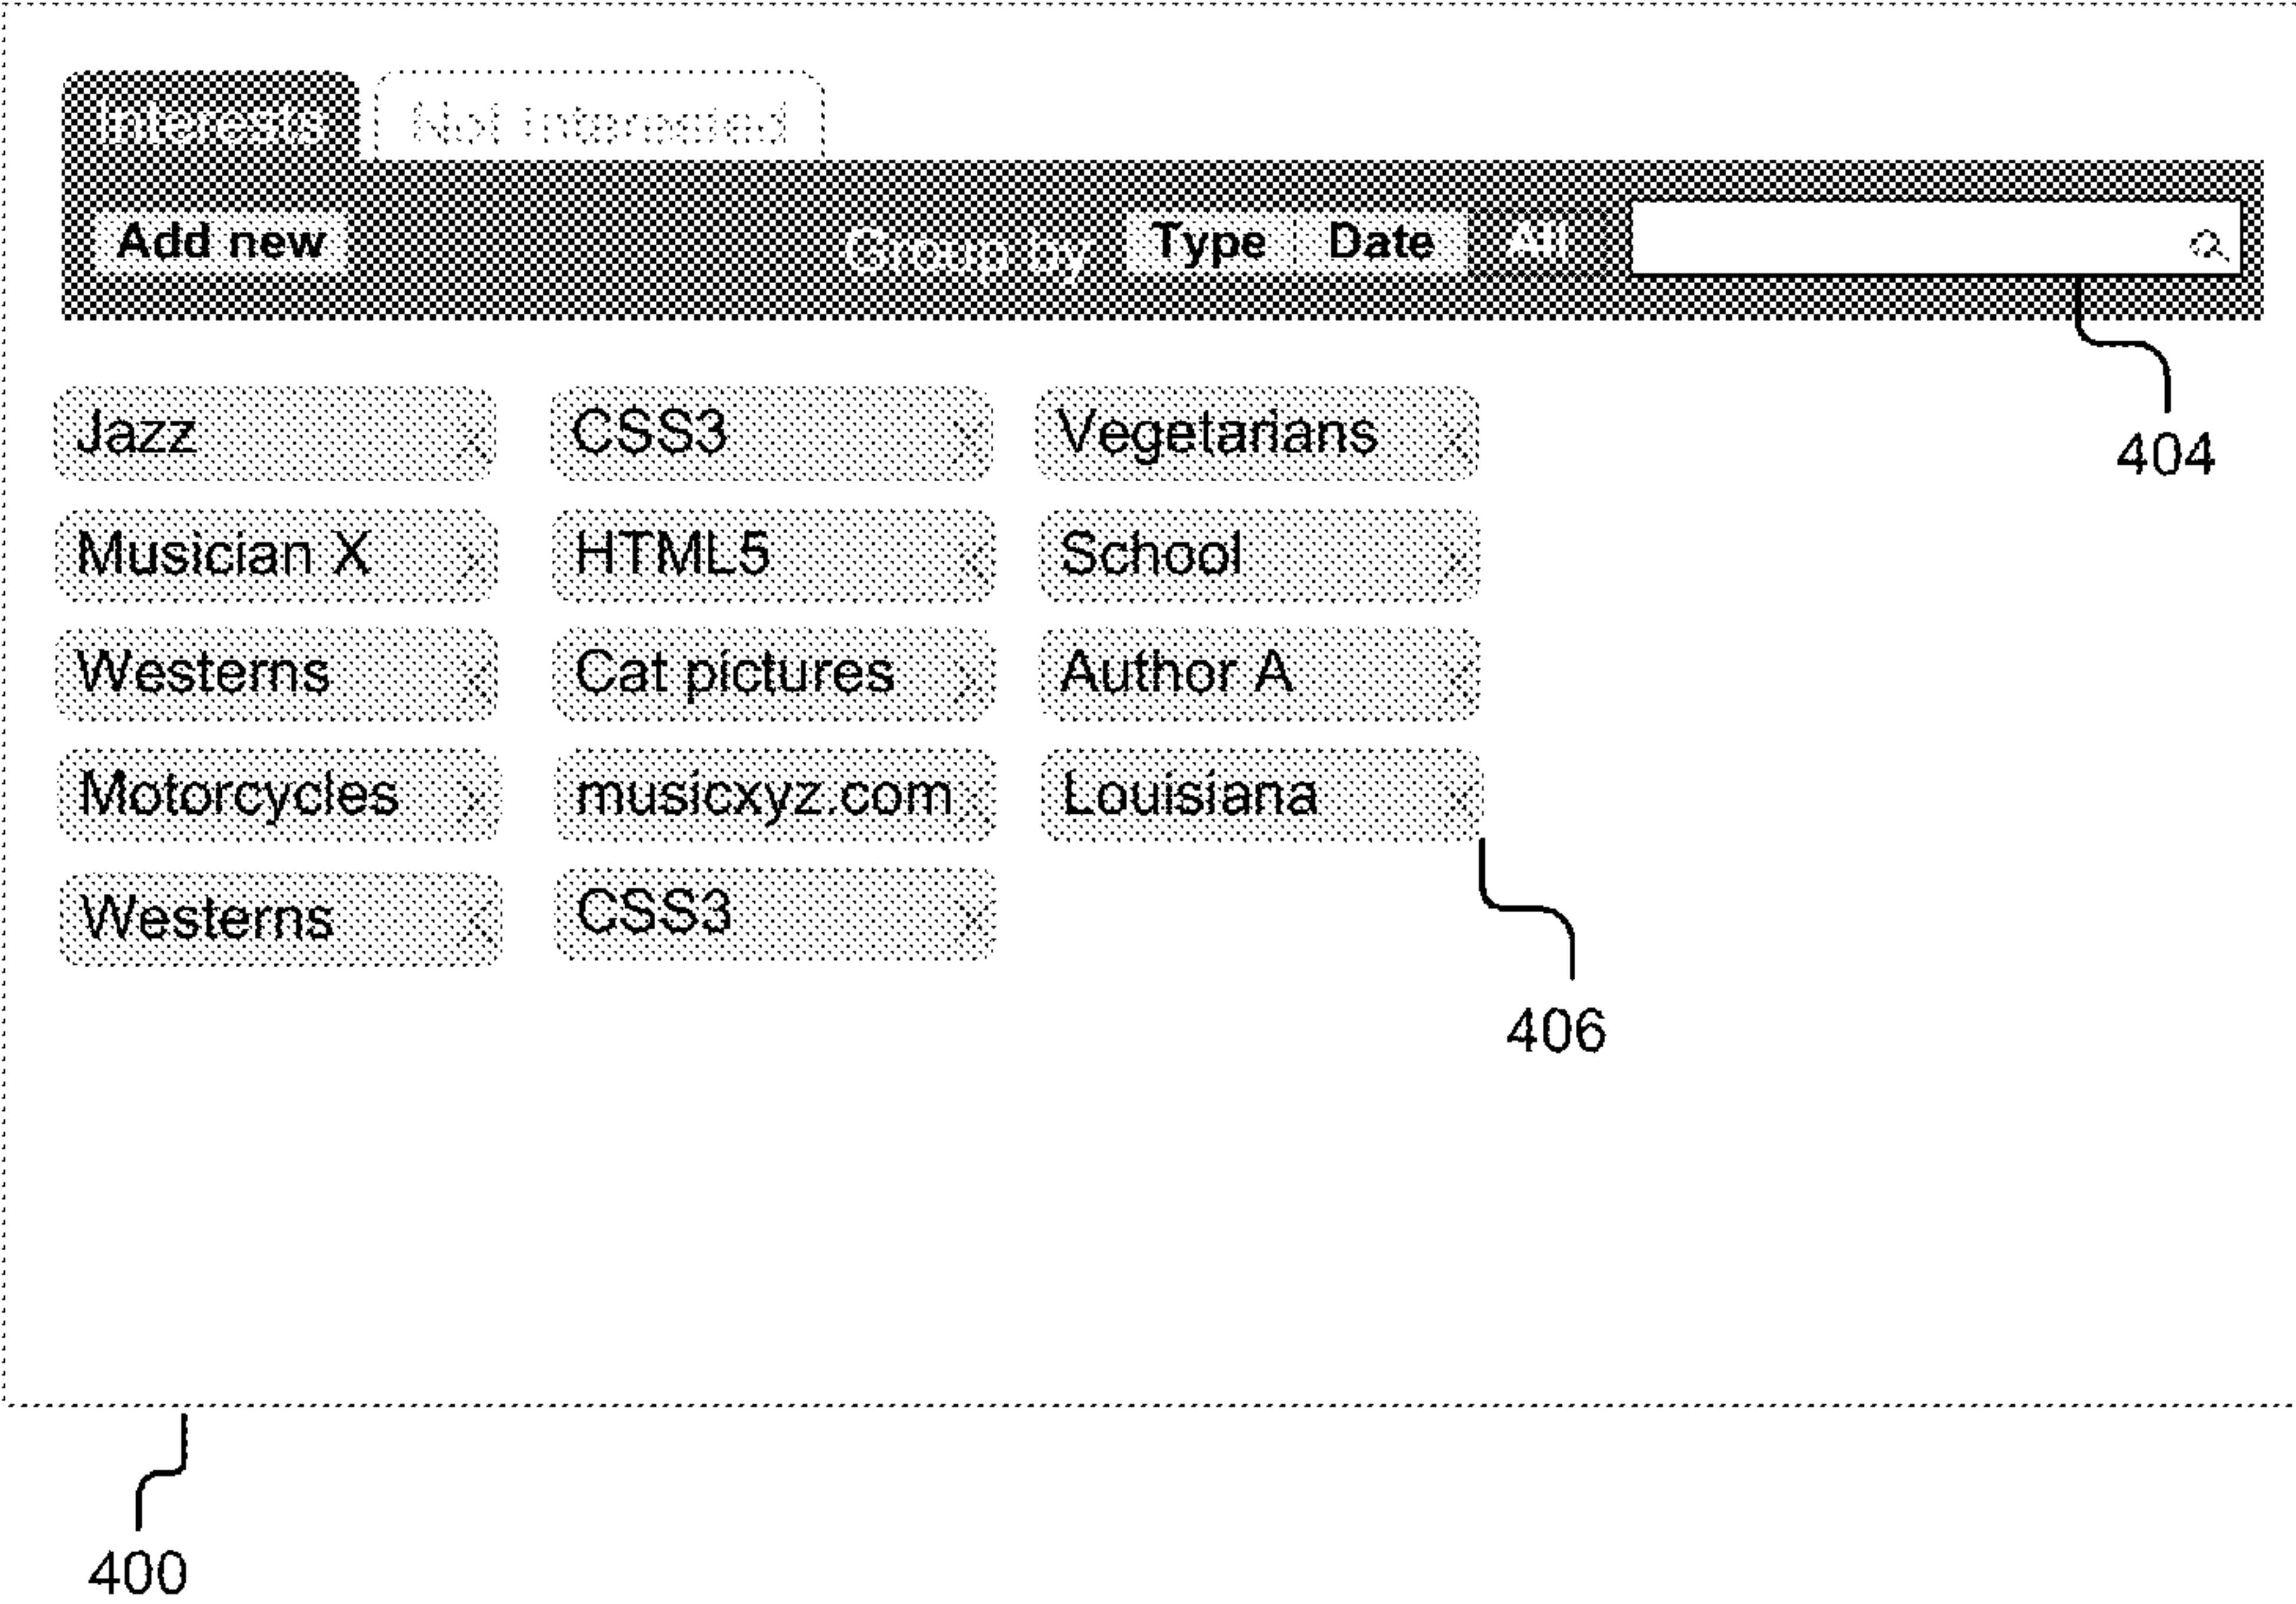 Interests Not Interested
Add new Group by Type Date All
404
Jazz CSS3 Vegetarians
Musician X HTML5 School
Westerns Cat pictures Author A
Motorcycles musicxyz.com Louisiana
Westerns CSS3
406
400